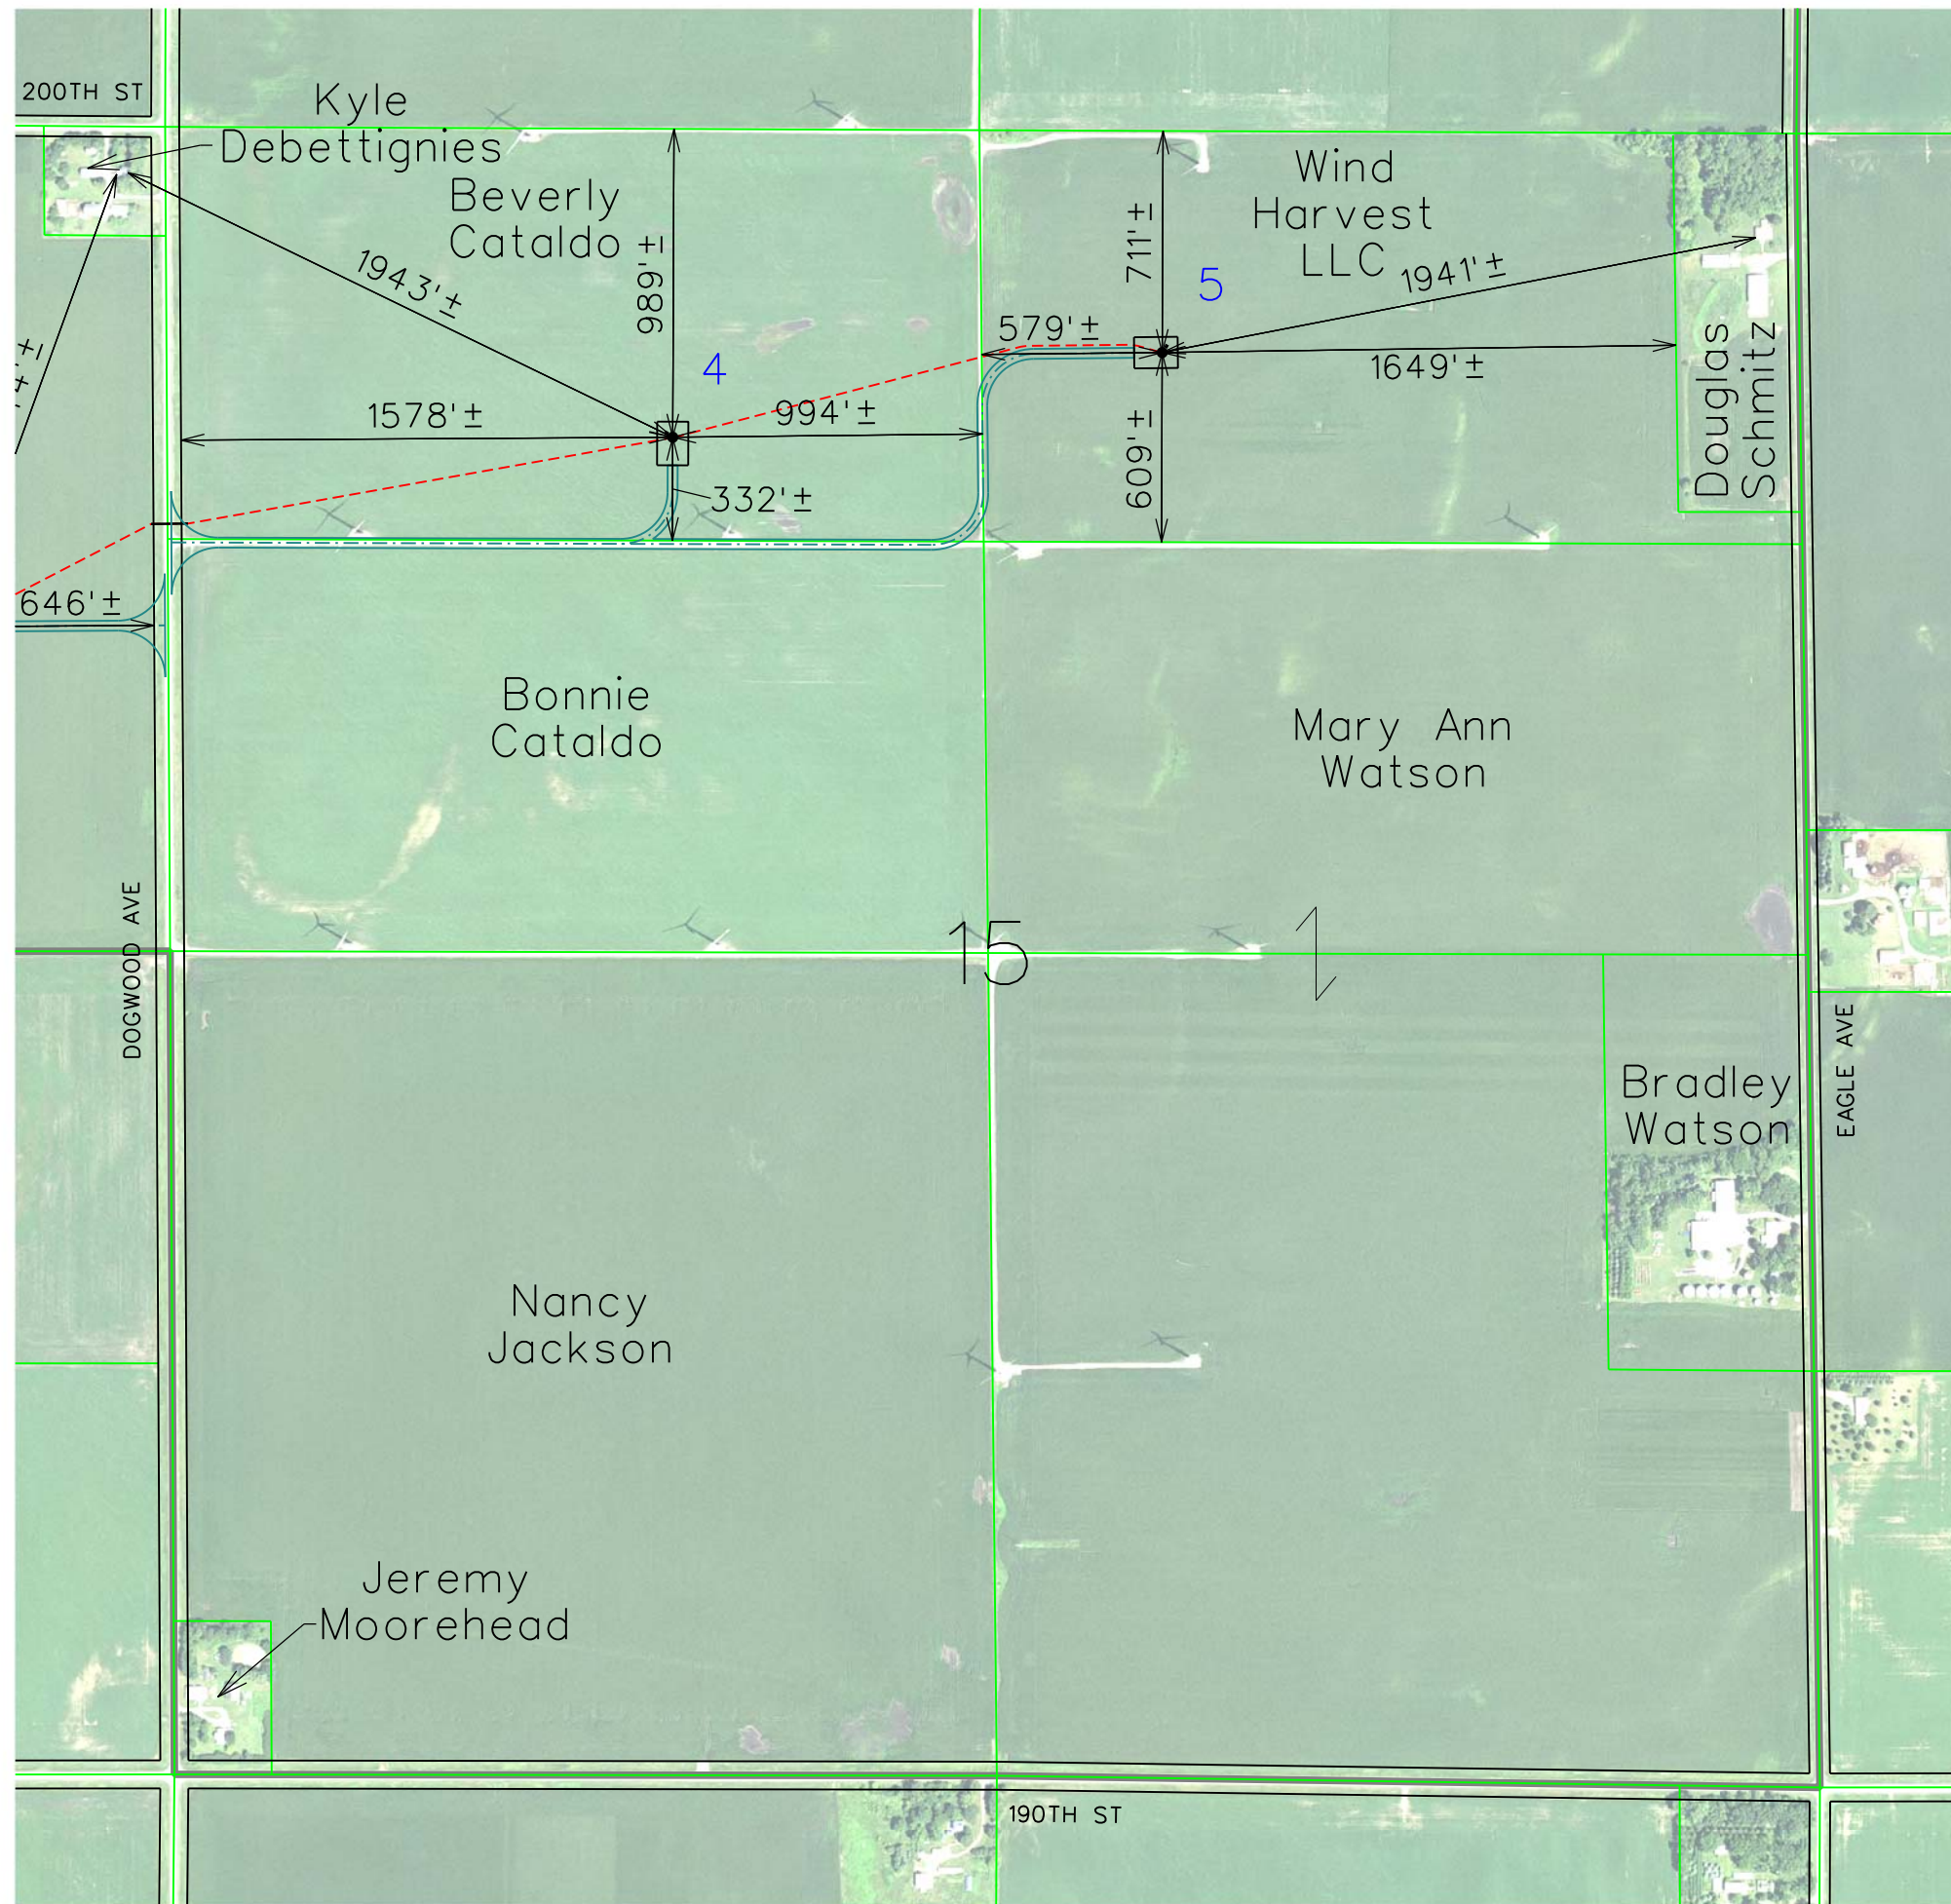 200TH ST
Kyle
Debettignies
Beverly
Cataldo
Wind
Harvest
LLC
1943'±
989'±
711'±
5
1941'±
579'±
4
1649'±
1578'±
994'±
Douglas
Schmitz
609'±
332'±
646'±
Bonnie
Cataldo
Mary Ann
Watson
DOGWOOD AVE
15
EAGLE AVE
Bradley
Watson
Nancy
Jackson
Jeremy
Moorehead
190TH ST